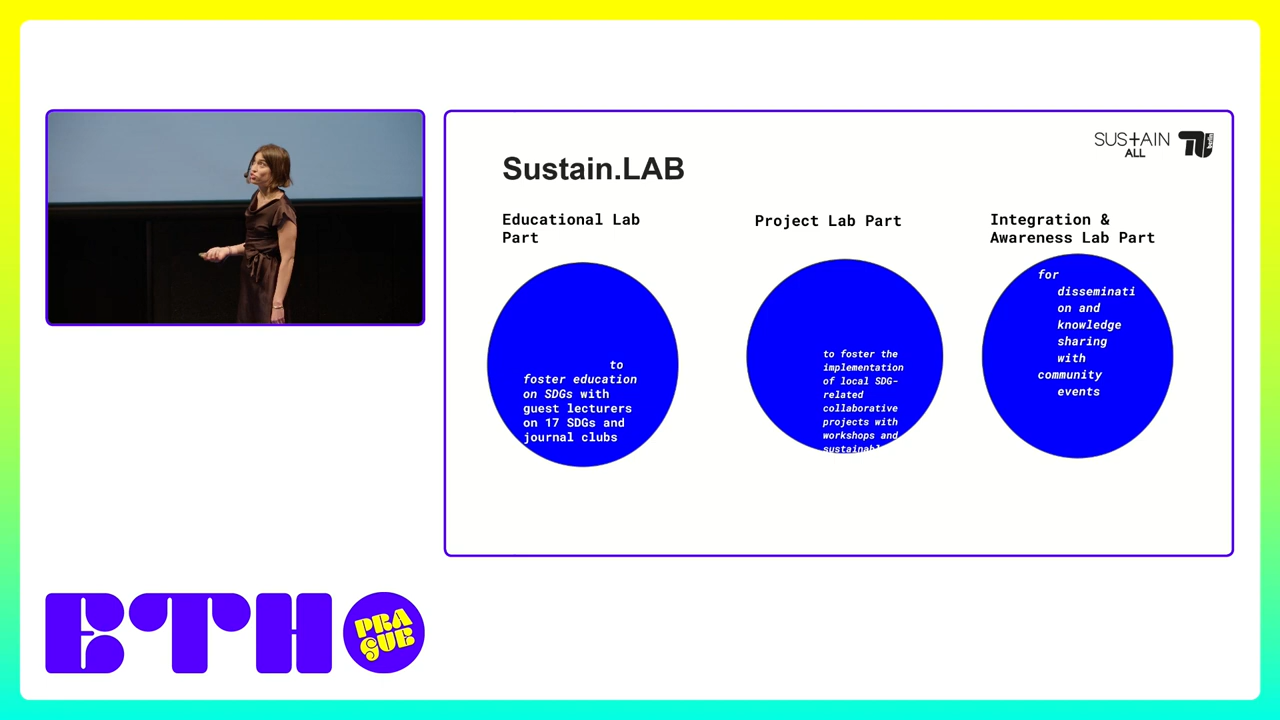 SUSTAIN
ALL
TU
berlin
Sustain.LAB
Educational Lab
Part
to
foster education
on SDGs with
guest lecturers
on 17 SDGs and
journal clubs
Project Lab Part
to foster the
implementation
of local SDG-
related
collaborative
projects with
workshops and
Integration &
Awareness Lab Part
for
disseminati
on and
knowledge
sharing
with
community
events
ETH
PRA
GUE